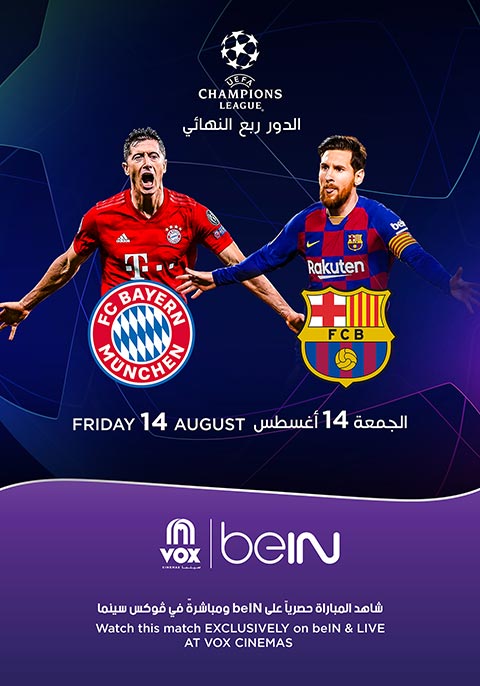 UEFA
CHAMPIONS
LEAGUE
الدور ربع النهائي
beIN
Rakuten
T
FC BAYERN
MÜNCHEN
FCB
FRIDAY 14 AUGUST الجمعة 14 أغسطس
VOX
CINEMAS سينما
beIN
شاهد المباراة حصرياً على beIN ومباشرةً في ڤوكس سينما
Watch this match EXCLUSIVELY on beIN & LIVE
AT VOX CINEMAS